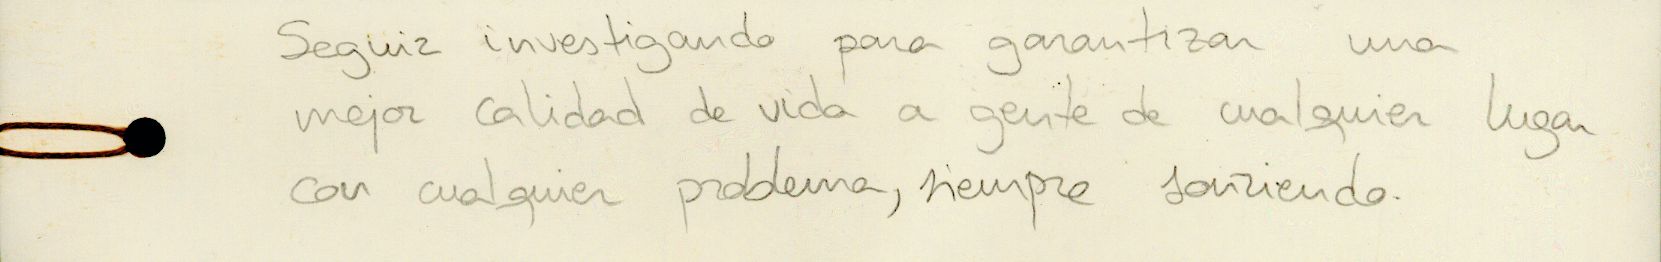 Seguir investigando para garantizar una
mejor calidad de vida a gente de cualquier lugar
con cualquier problema, siempre sonriendo.